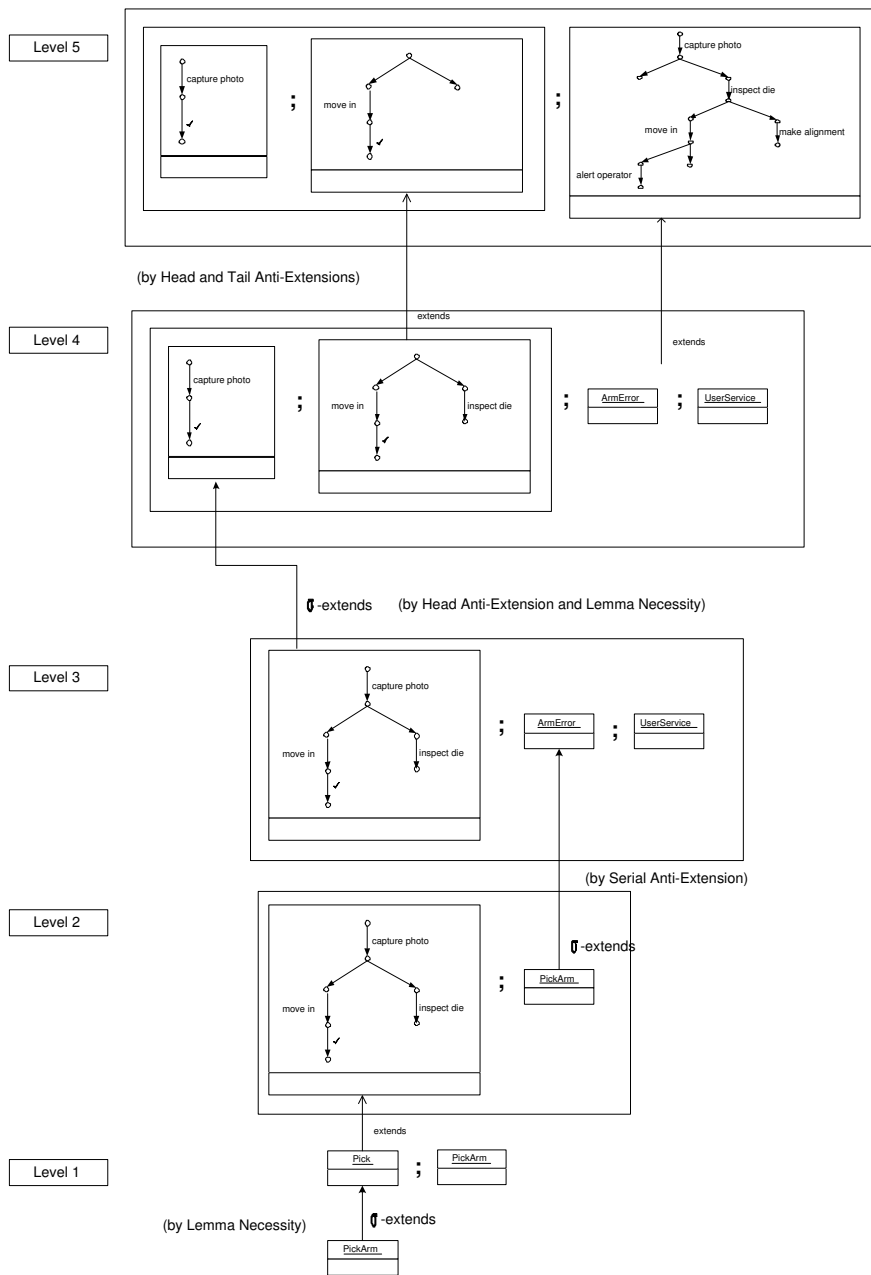 Level 5
capture photo
✓
;
move in
✓
;
capture photo
inspect die
move in
make alignment
alert operator
(by Head and Tail Anti-Extensions)
extends
extends
Level 4
capture photo
✓
;
move in
inspect die
✓
;
ArmError
;
UserService
σ-extends
(by Head Anti-Extension and Lemma Necessity)
Level 3
capture photo
move in
inspect die
✓
;
ArmError
;
UserService
(by Serial Anti-Extension)
Level 2
capture photo
move in
inspect die
✓
;
σ-extends
PickArm
extends
Level 1
Pick
;
PickArm
(by Lemma Necessity)
σ-extends
PickArm